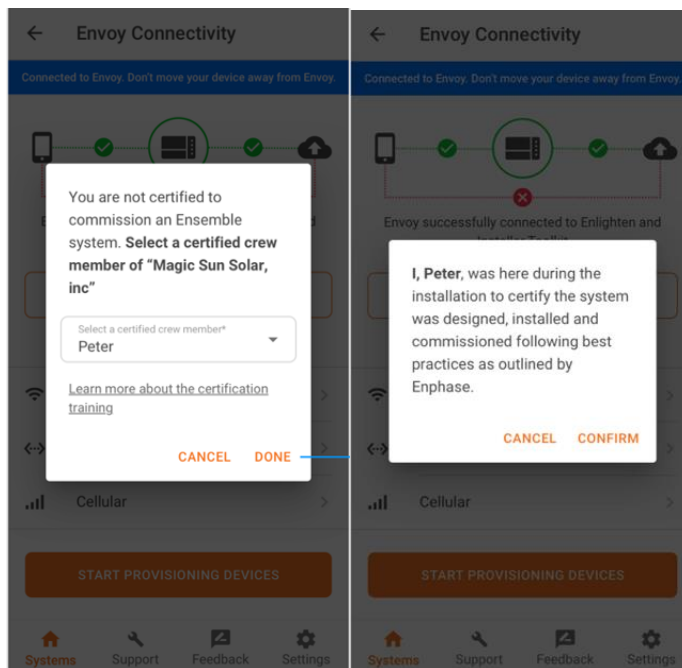 Envoy Connectivity
Connected to Envoy. Don't move your device away from Envoy.
You are not certified to
commission an Ensemble
system. Select a certified crew
member of “Magic Sun Solar,
inc”
Select a certified crew member*
Peter
Learn more about the certification
training
CANCEL DONE
Cellular
START PROVISIONING DEVICES
Systems Support Feedback Settings
Envoy Connectivity
Connected to Envoy. Don't move your device away from Envoy.
Envoy successfully connected to Enlighten and
I, Peter, was here during the
installation to certify the system
was designed, installed and
commissioned following best
practices as outlined by
Enphase.
CANCEL CONFIRM
Cellular
START PROVISIONING DEVICES
Systems Support Feedback Settings